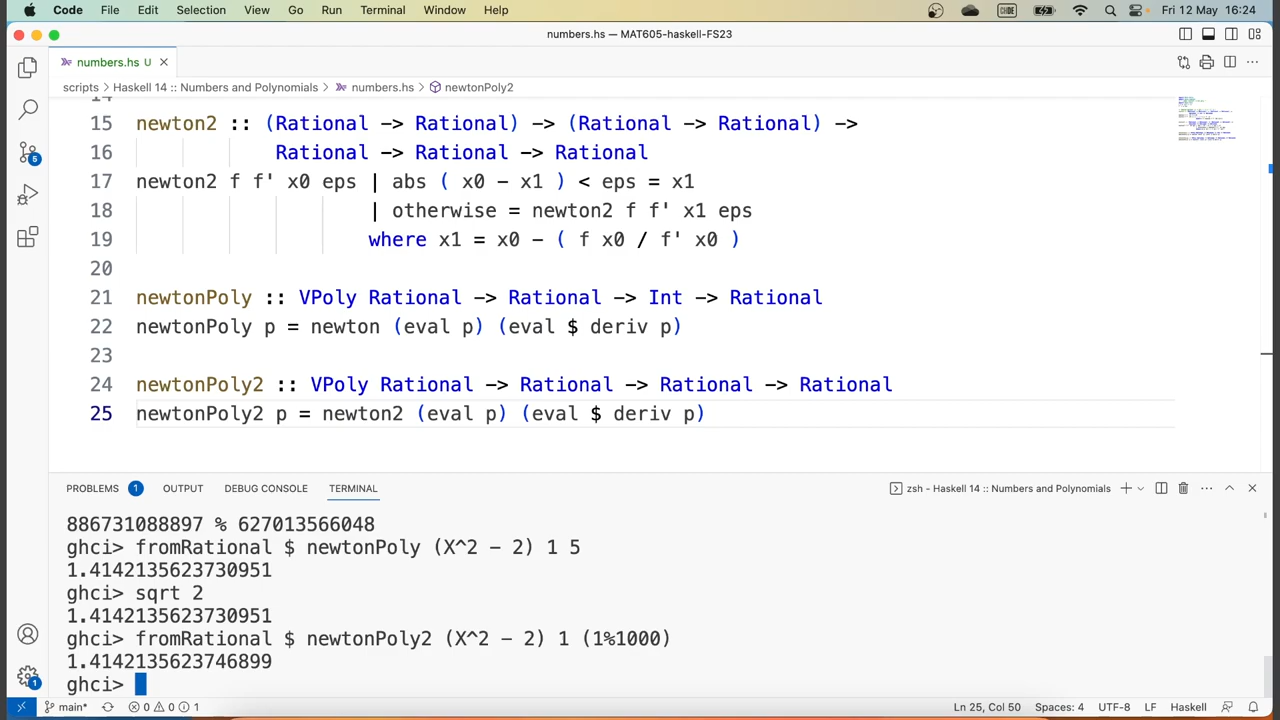 Code File Edit Selection View Go Run Terminal Window Help Fri 12 May 16:24
numbers.hs — MAT605-haskell-FS23
numbers.hs U
scripts > Haskell 14 :: Numbers and Polynomials > numbers.hs > newtonPoly2
14
15 newton2 :: (Rational -> Rational) -> (Rational -> Rational) ->
16 Rational -> Rational -> Rational
17 newton2 f f' x0 eps | abs ( x0 - x1 ) < eps = x1
18 | otherwise = newton2 f f' x1 eps
19 where x1 = x0 - ( f x0 / f' x0 )
20
21 newtonPoly :: VPoly Rational -> Rational -> Int -> Rational
22 newtonPoly p = newton (eval p) (eval $ deriv p)
23
24 newtonPoly2 :: VPoly Rational -> Rational -> Rational -> Rational
25 newtonPoly2 p = newton2 (eval p) (eval $ deriv p)
PROBLEMS 1 OUTPUT DEBUG CONSOLE TERMINAL zsh - Haskell 14 :: Numbers and Polynomials
886731088897 % 627013566048
ghci> fromRational $ newtonPoly (X^2 - 2) 1 5
1.4142135623730951
ghci> sqrt 2
1.4142135623730951
ghci> fromRational $ newtonPoly2 (X^2 - 2) 1 (1%1000)
1.4142135623746899
ghci>
main* 0 0 1 Ln 25, Col 50 Spaces: 4 UTF-8 LF Haskell
5
1